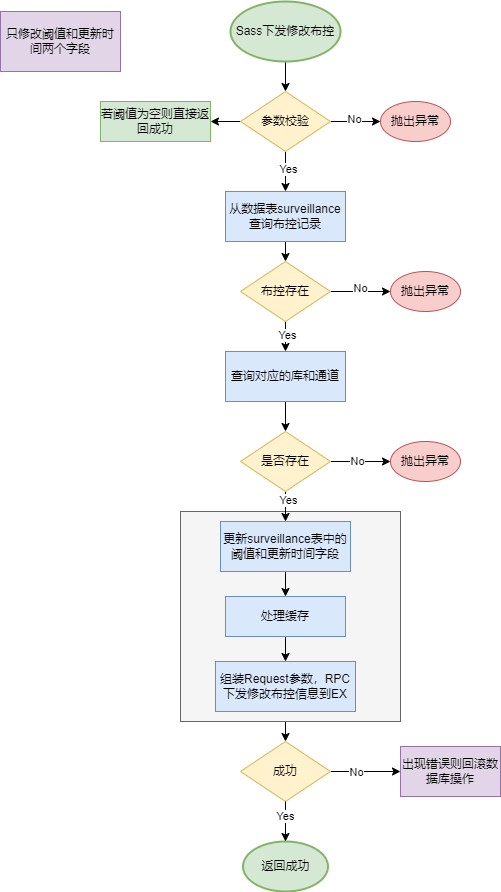 只修改阈值和更新时
间两个字段
Sass下发修改布控
若阈值为空则直接返
回成功
参数校验
No
抛出异常
Yes
从数据表surveillance
查询布控记录
布控存在
No
抛出异常
Yes
查询对应的库和通道
是否存在
No
抛出异常
Yes
更新surveillance表中的
阈值和更新时间字段
处理缓存
组装Request参数，RPC
下发修改布控信息到EX
成功
No
出现错误则回滚数
据库操作
Yes
返回成功